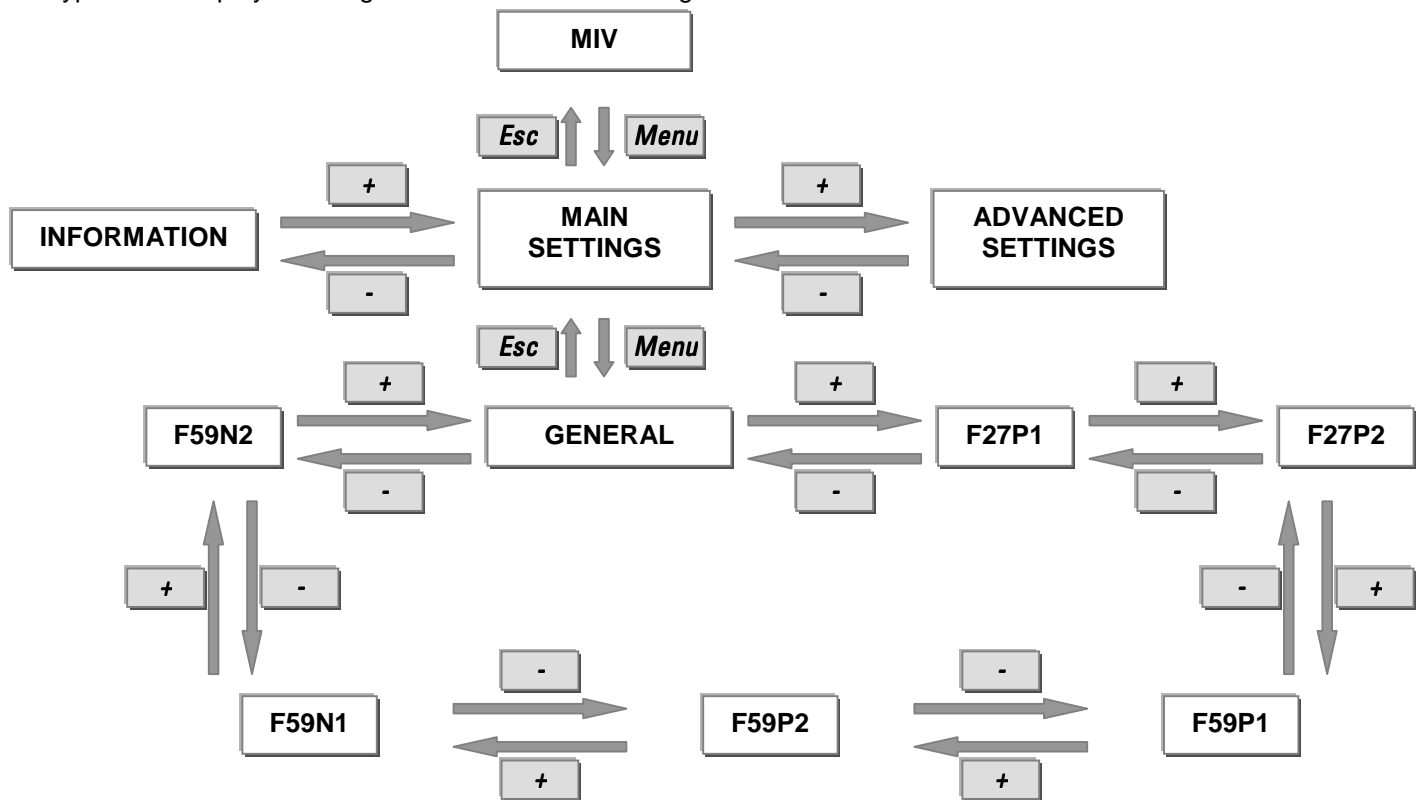 MIV
Esc Menu
+ +
INFORMATION MAIN SETTINGS ADVANCED SETTINGS
- -
Esc Menu
+ + +
F59N2 GENERAL F27P1 F27P2
- - -
+ - - +
- -
F59N1 F59P2 F59P1
+ +